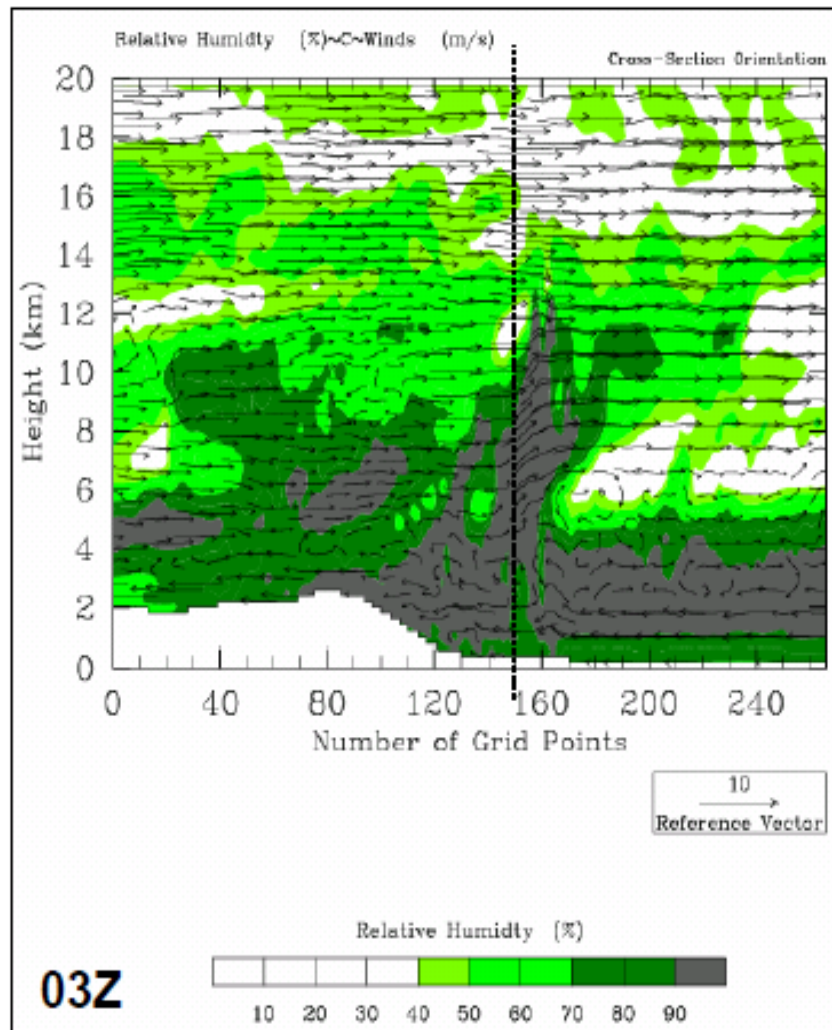 Relative Humidty (%)~C~Winds (m/s)
Cross-Section Orientation
20
18
16
14
12
10
8
6
4
2
0
Height (km)
0 40 80 120 160 200 240
Number of Grid Points
10
Reference Vector
Relative Humidity (%)
10 20 30 40 50 60 70 80 90
03Z